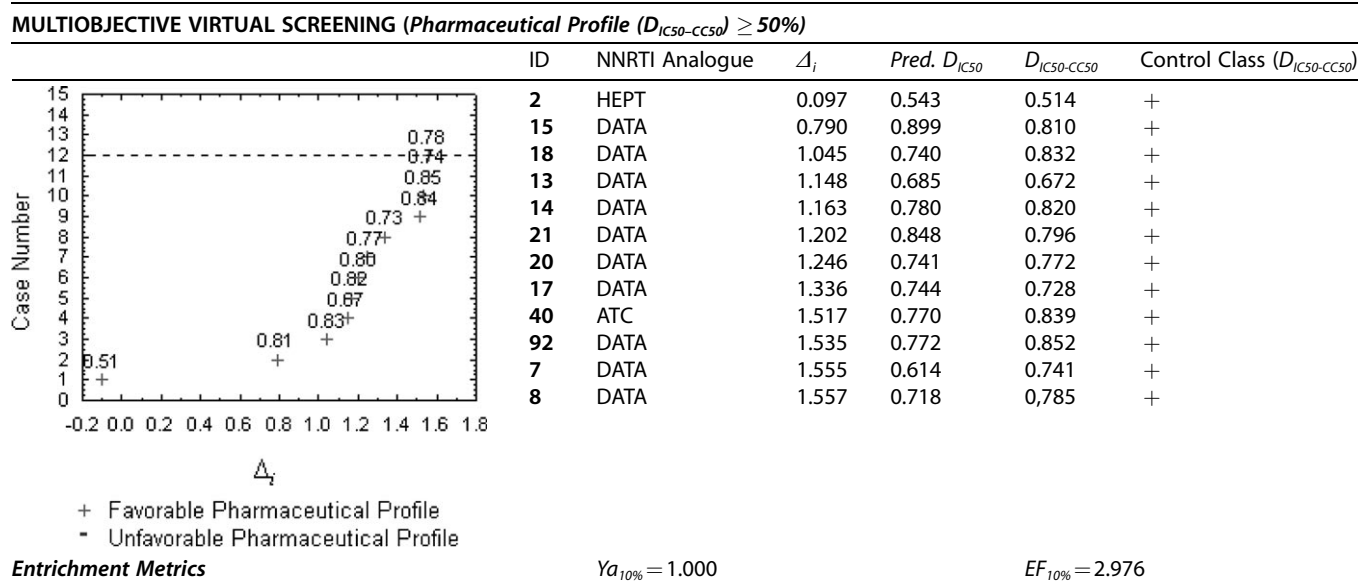 MULTIOBJECTIVE VIRTUAL SCREENING (Pharmaceutical Profile (DIC50–CC50) ≥ 50%)
ID NNRTI Analogue Δi Pred. DIC50 DIC50-CC50 Control Class (DIC50-CC50)
2 HEPT 0.097 0.543 0.514 +
15 DATA 0.790 0.899 0.810 +
18 DATA 1.045 0.740 0.832 +
13 DATA 1.148 0.685 0.672 +
14 DATA 1.163 0.780 0.820 +
21 DATA 1.202 0.848 0.796 +
20 DATA 1.246 0.741 0.772 +
17 DATA 1.336 0.744 0.728 +
40 ATC 1.517 0.770 0.839 +
92 DATA 1.535 0.772 0.852 +
7 DATA 1.555 0.614 0.741 +
8 DATA 1.557 0.718 0,785 +
Case Number
15
14
13
12
11
10
9
8
7
6
5
4
3
2
1
0
0.78
0.74
0.85
0.84
0.73
0.77
0.80
0.82
0.67
0.83
0.81
0.51
-0.2 0.0 0.2 0.4 0.6 0.8 1.0 1.2 1.4 1.6 1.8
Δi
+ Favorable Pharmaceutical Profile
- Unfavorable Pharmaceutical Profile
Entrichment Metrics Ya10% = 1.000 EF10% = 2.976